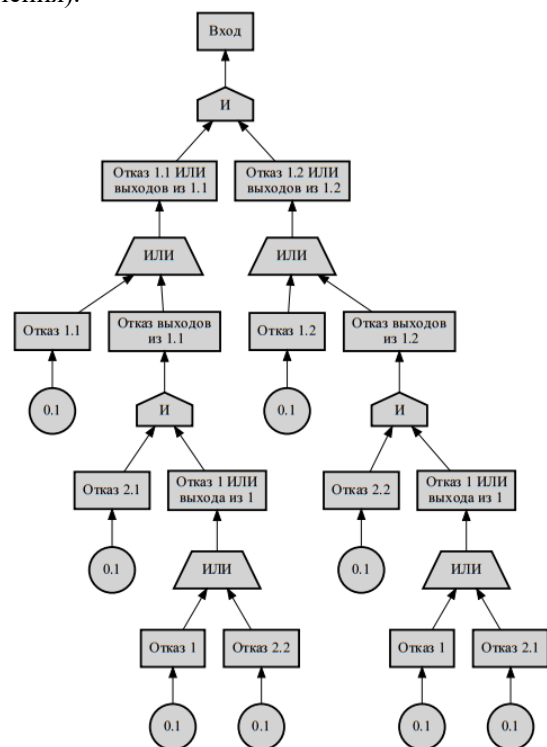 Вход
И
Отказ 1.1 ИЛИ
выходов из 1.1
Отказ 1.2 ИЛИ
выходов из 1.2
ИЛИ
ИЛИ
Отказ 1.1
Отказ выходов
из 1.1
Отказ 1.2
Отказ выходов
из 1.2
0.1
И
0.1
И
Отказ 2.1
Отказ 1 ИЛИ
выхода из 1
Отказ 2.2
Отказ 1 ИЛИ
выхода из 1
0.1
ИЛИ
0.1
ИЛИ
Отказ 1
Отказ 2.2
Отказ 1
Отказ 2.1
0.1
0.1
0.1
0.1